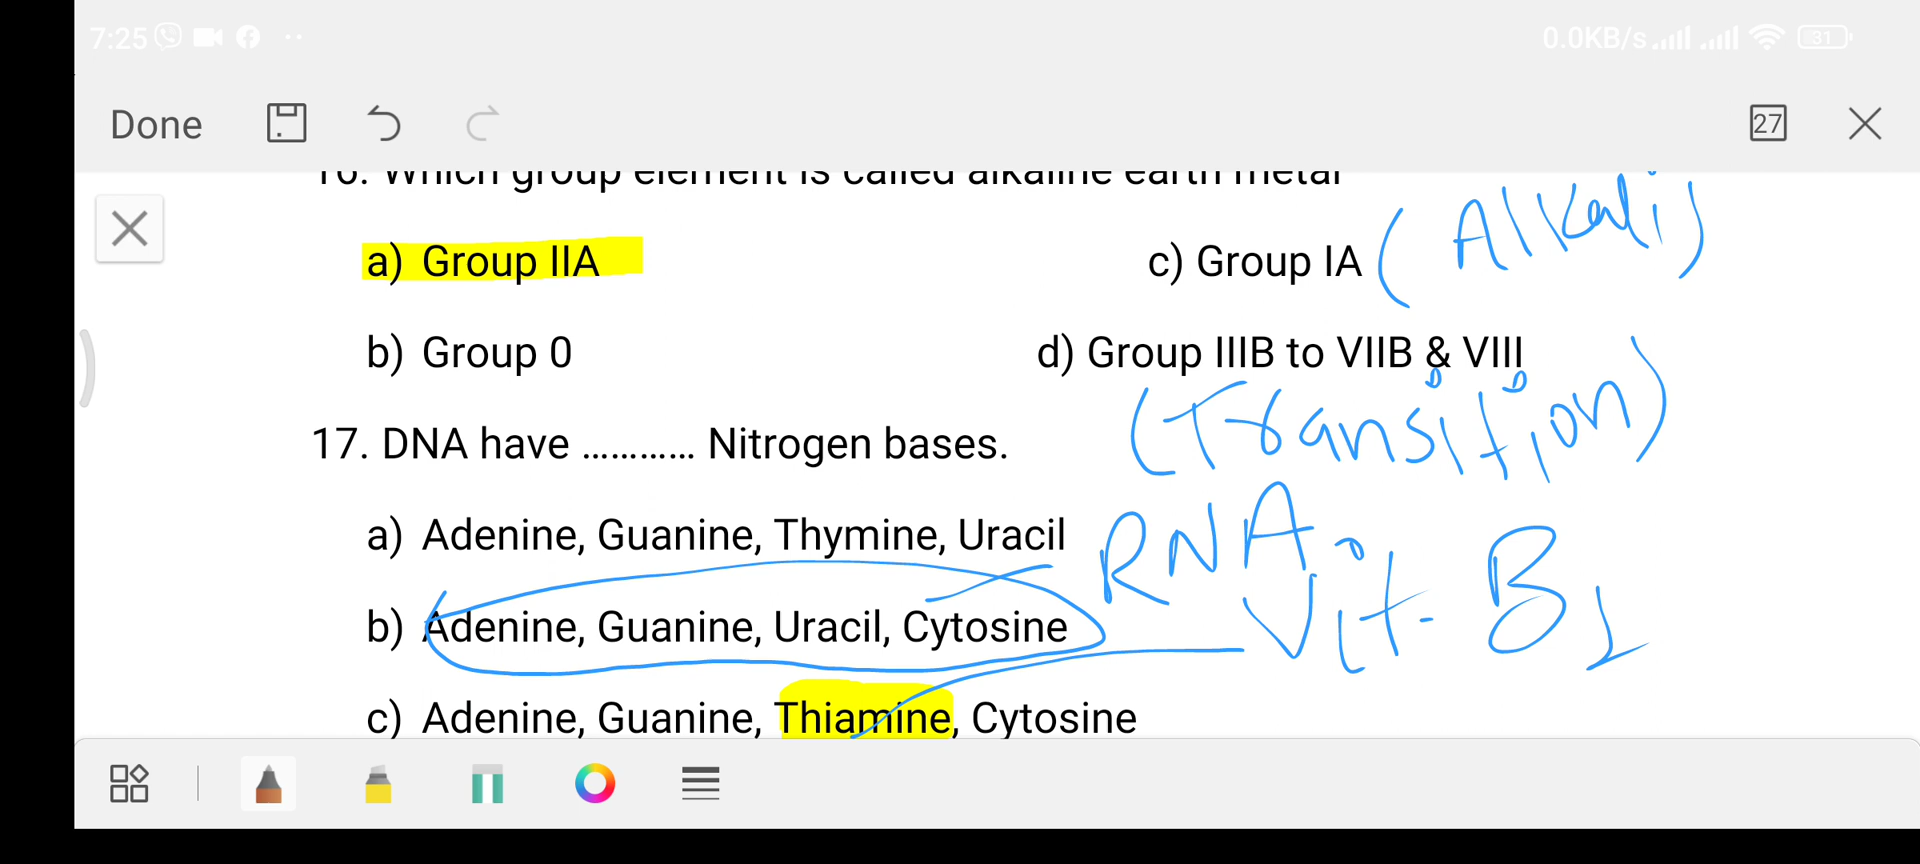 7:25
0.0KB/s 31
Done 27
16. Which group element is called alkaline earth metal
a) Group IIA c) Group IA (Alkali)
b) Group 0 d) Group IIIB to VIIB & VIII
(Transition)
17. DNA have ............ Nitrogen bases.
a) Adenine, Guanine, Thymine, Uracil RNA
b) Adenine, Guanine, Uracil, Cytosine Vit. B1
c) Adenine, Guanine, Thiamine, Cytosine